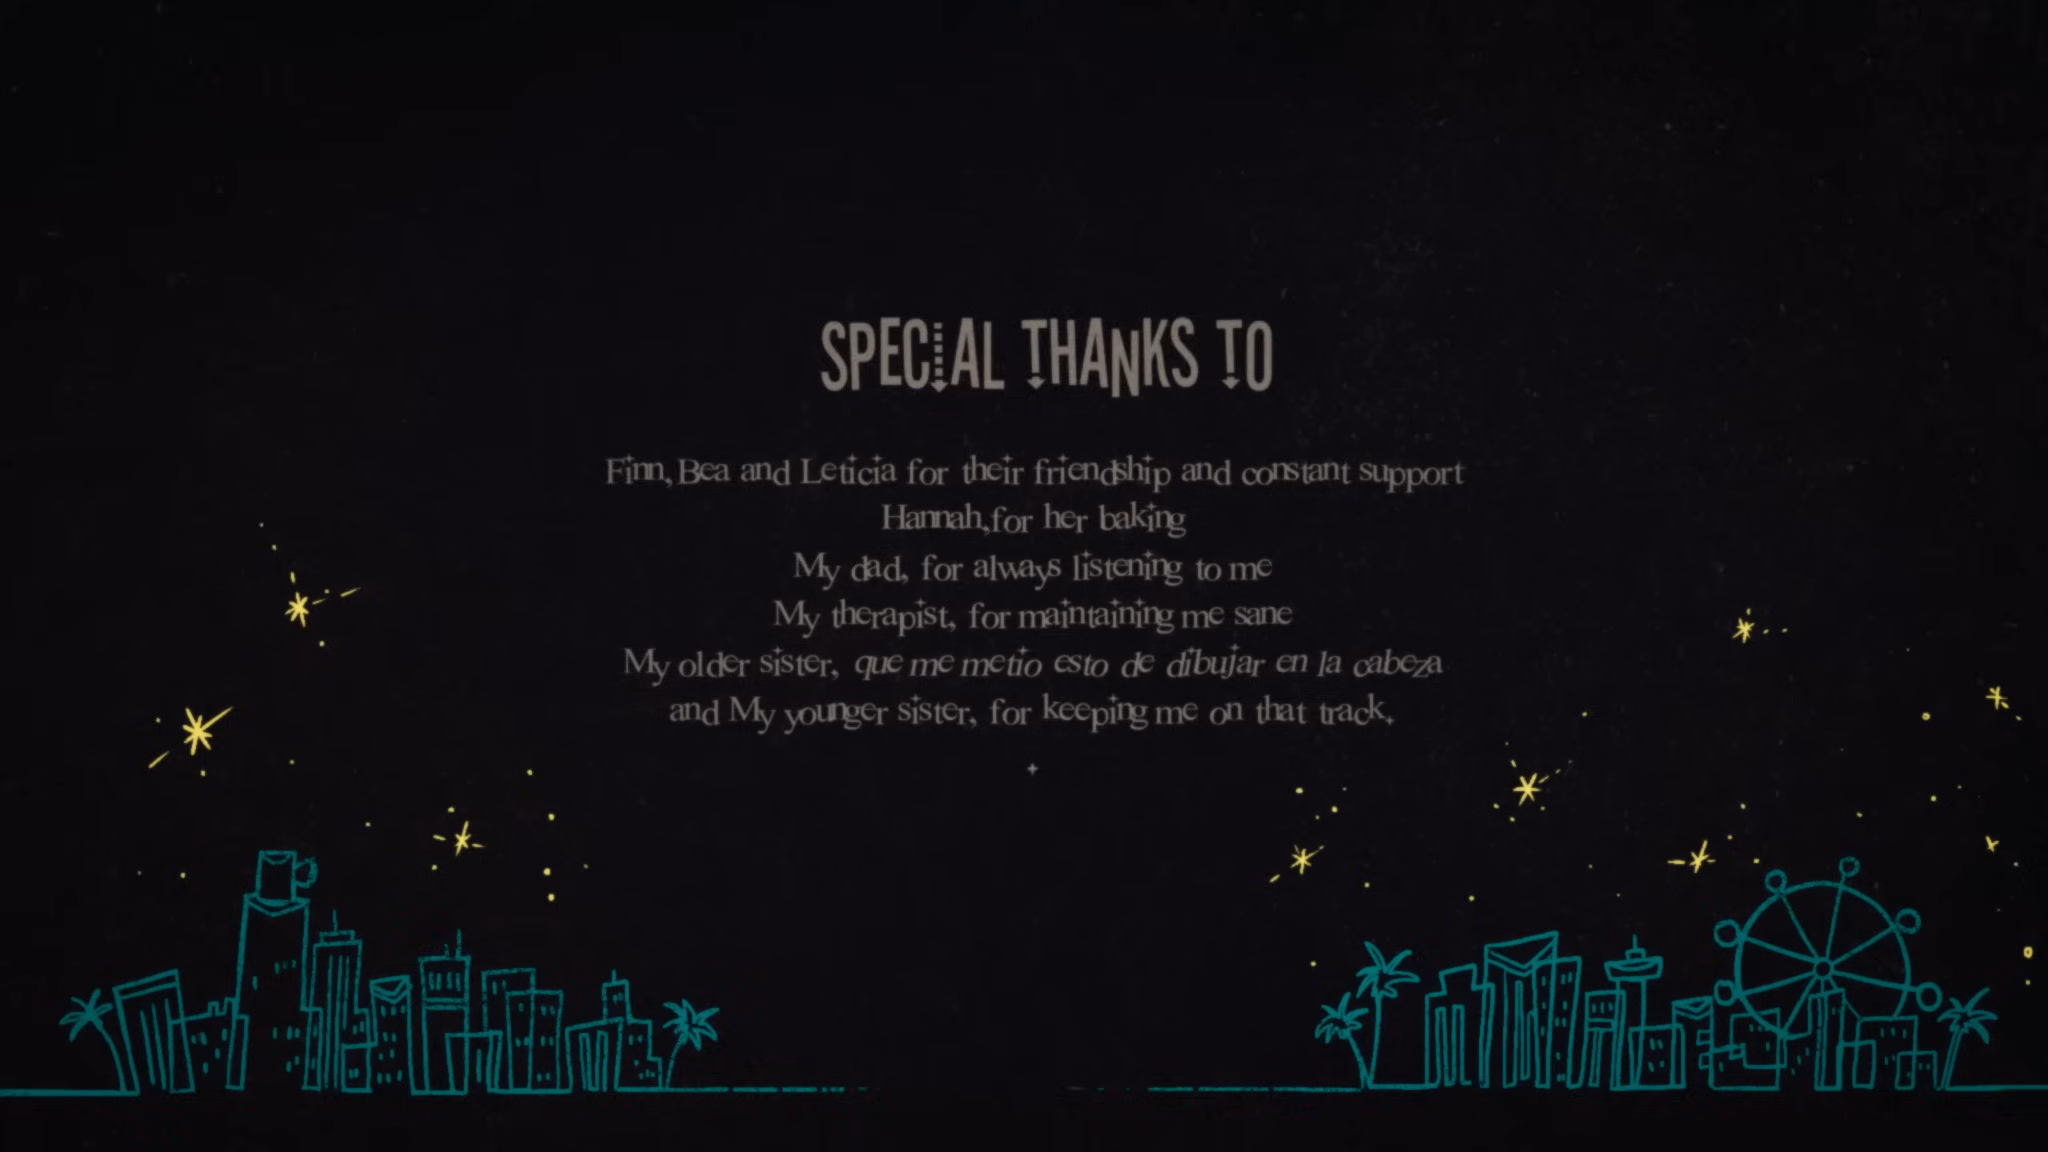 SPECIAL THANKS TO
Finn, Bea and Leticia for their friendship and constant support
Hannah,for her baking
My dad, for always listening to me
My therapist, for maintaining me sane
My older sister, que me metio esto de dibujar en la cabeza
and My younger sister, for keeping me on that track.